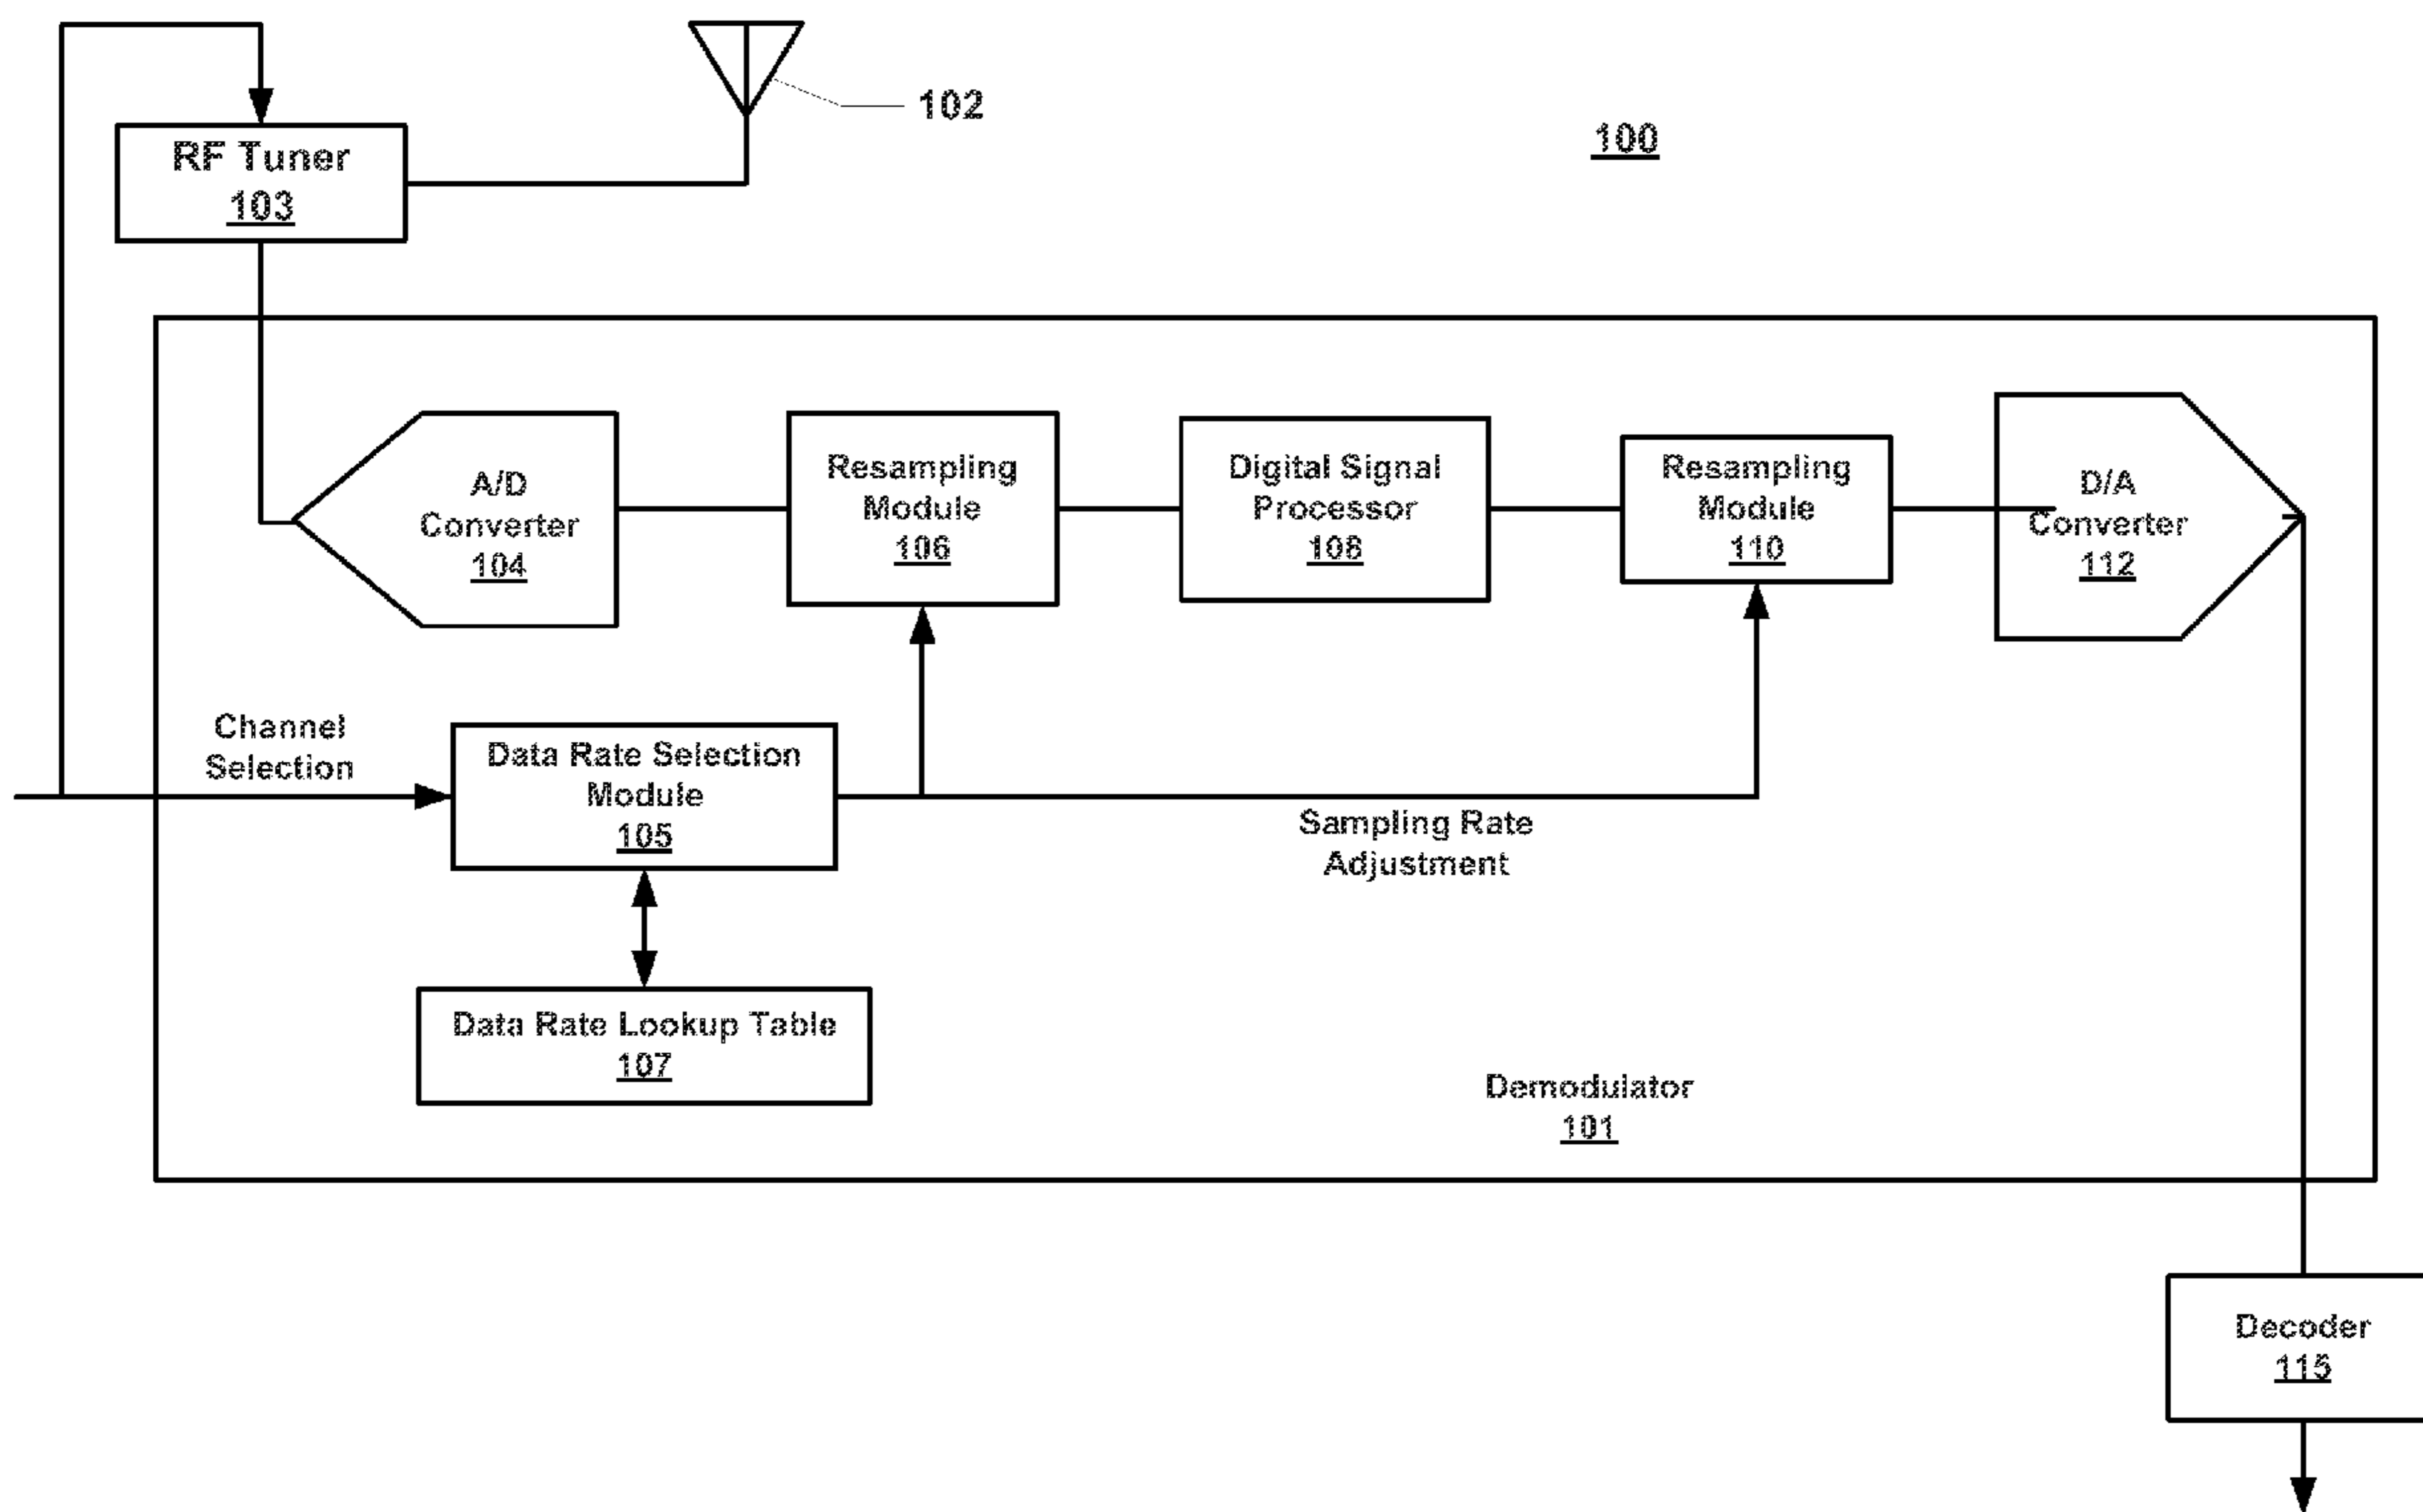 102
100
RF Tuner
103
A/D
Converter
104
Resampling
Module
106
Digital Signal
Processor
108
Resampling
Module
110
D/A
Converter
112
Channel
Selection
Data Rate Selection
Module
105
Sampling Rate
Adjustment
Data Rate Lookup Table
107
Demodulator
101
Decoder
115